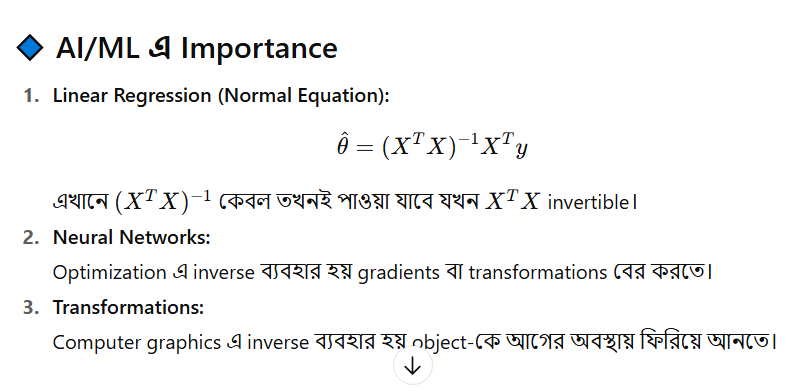 AI/ML এ Importance
1. Linear Regression (Normal Equation):
θ̂ = (XᵀX)⁻¹Xᵀy
এখানে (XᵀX)⁻¹ কেবল তখনই পাওয়া যাবে যখন XᵀX invertible।
2. Neural Networks:
Optimization এ inverse ব্যবহার হয় gradients বা transformations বের করতে।
3. Transformations:
Computer graphics এ inverse ব্যবহার হয় object-কে আগের অবস্থায় ফিরিয়ে আনতে।